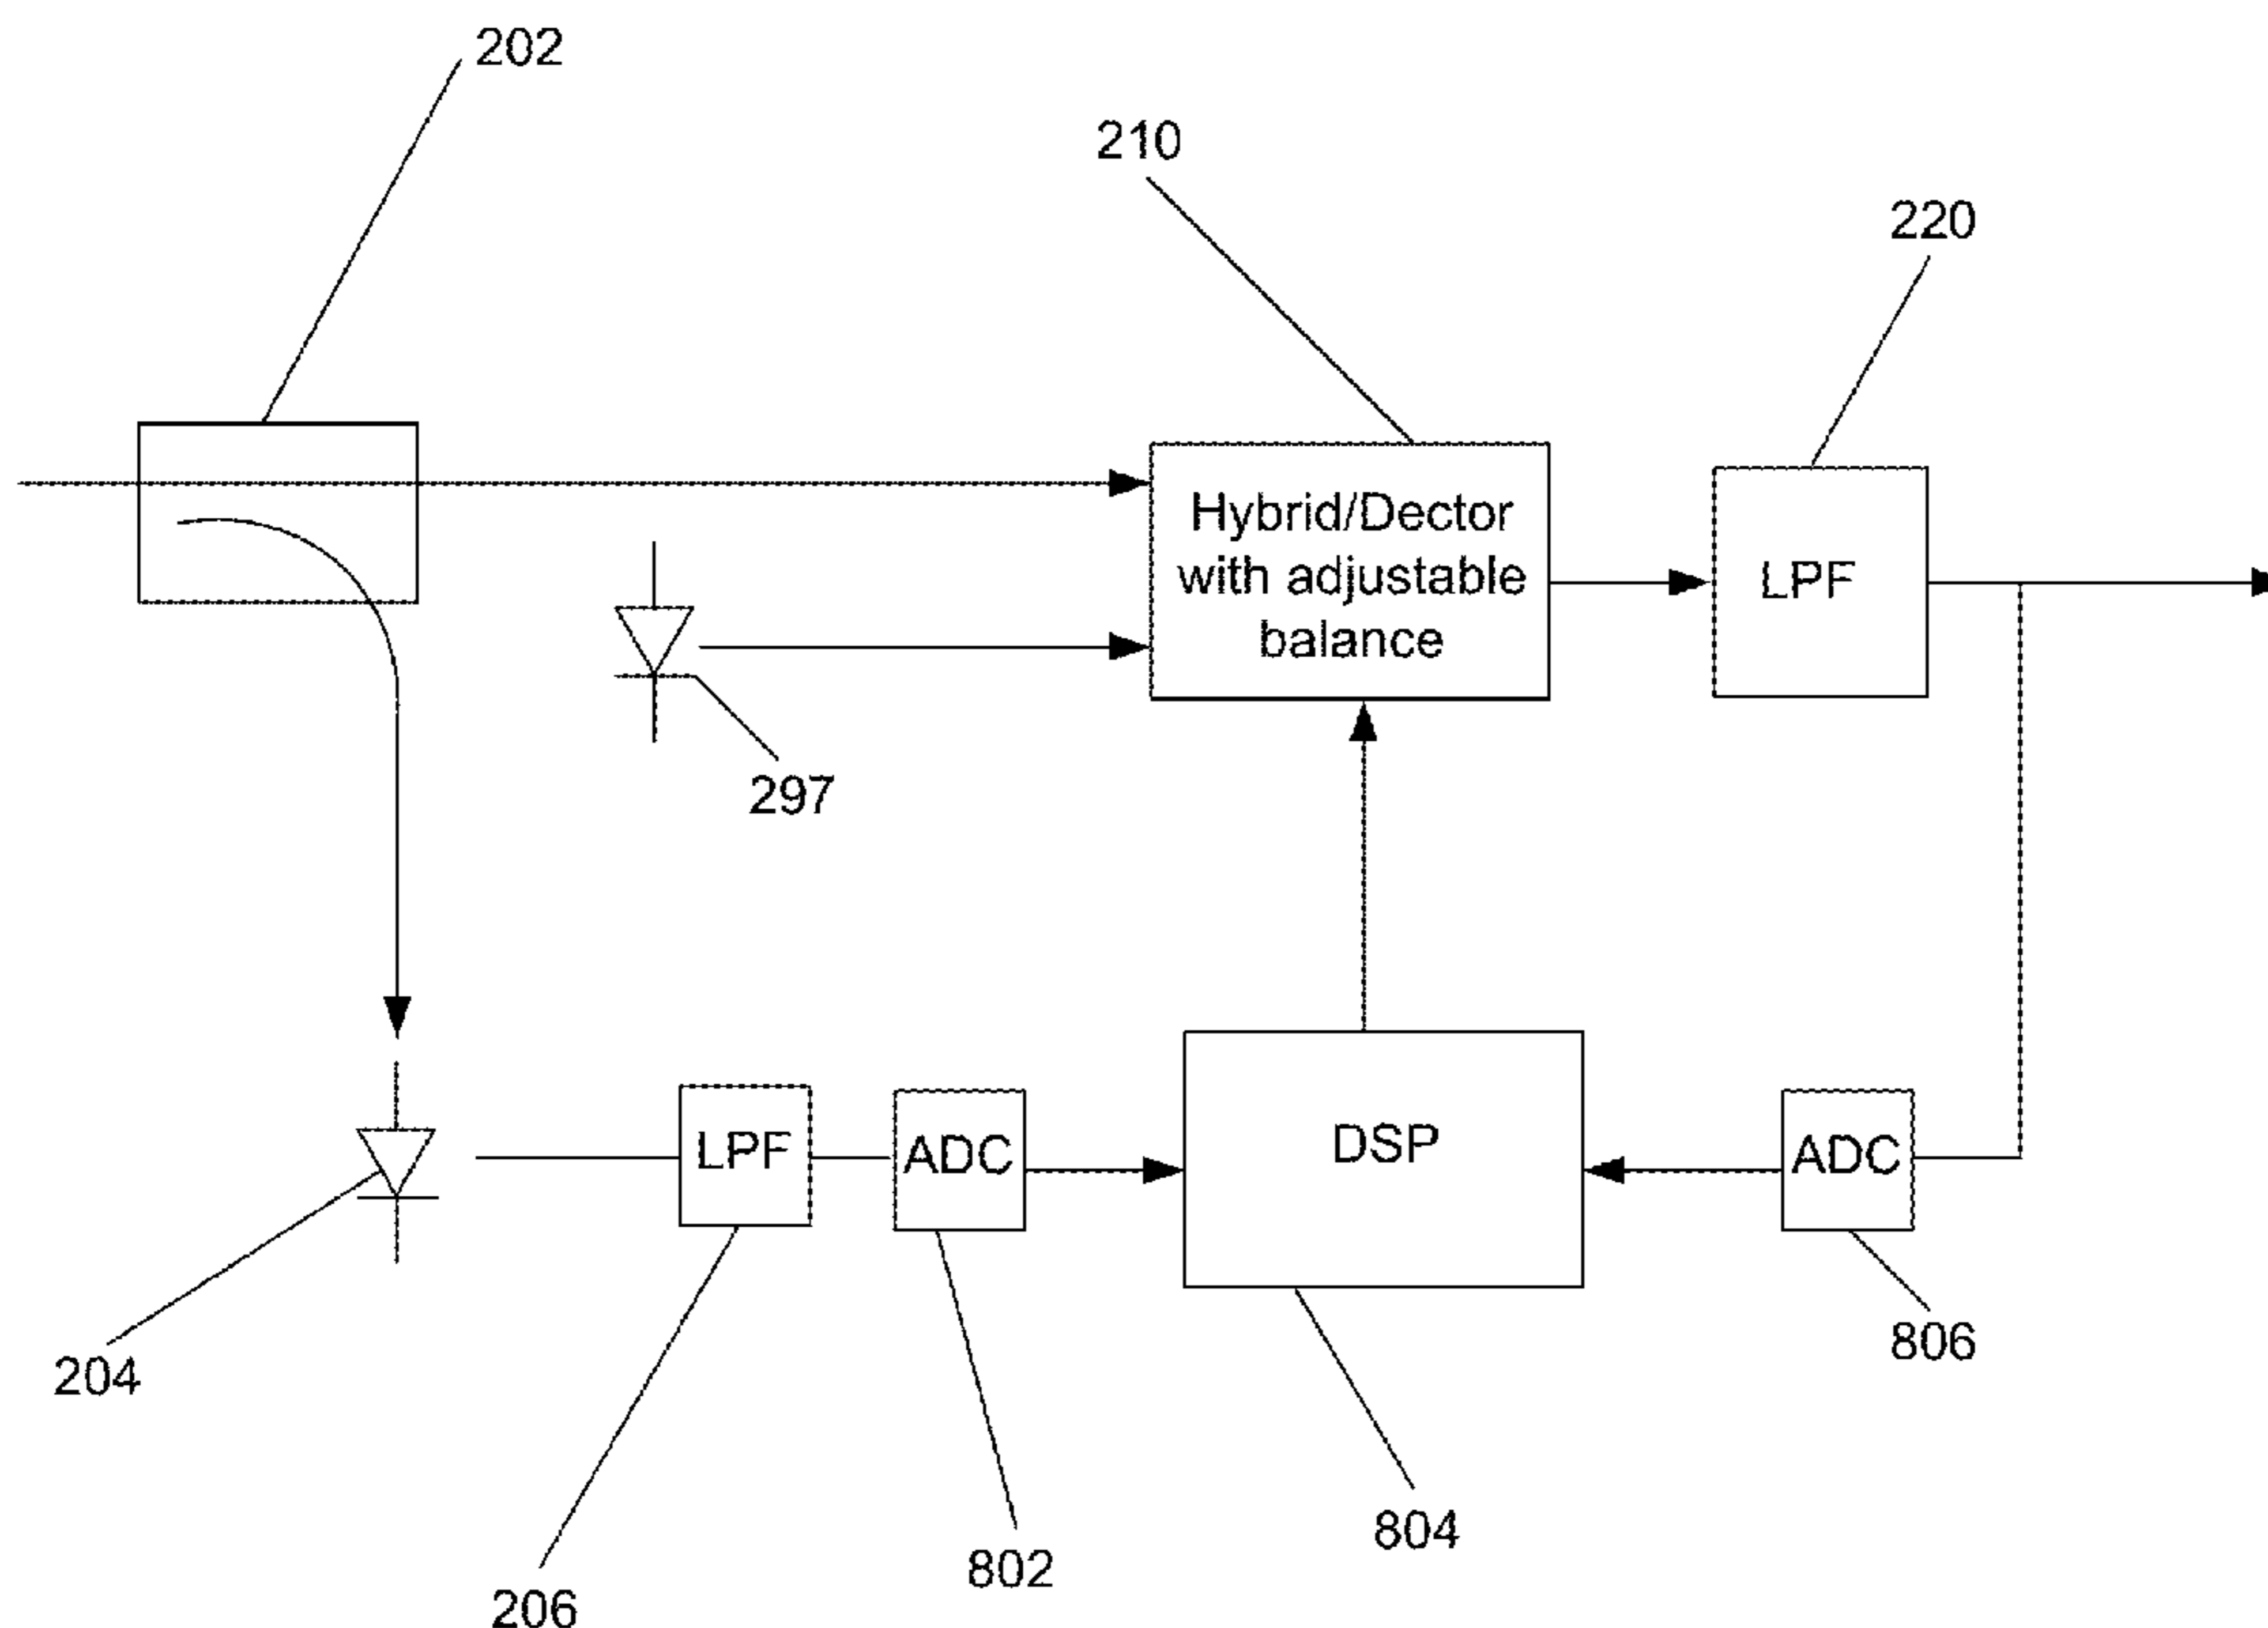 202
210
220
Hybrid/Dector
with adjustable
balance
LPF
297
LPF
ADC
DSP
ADC
204
806
804
802
206